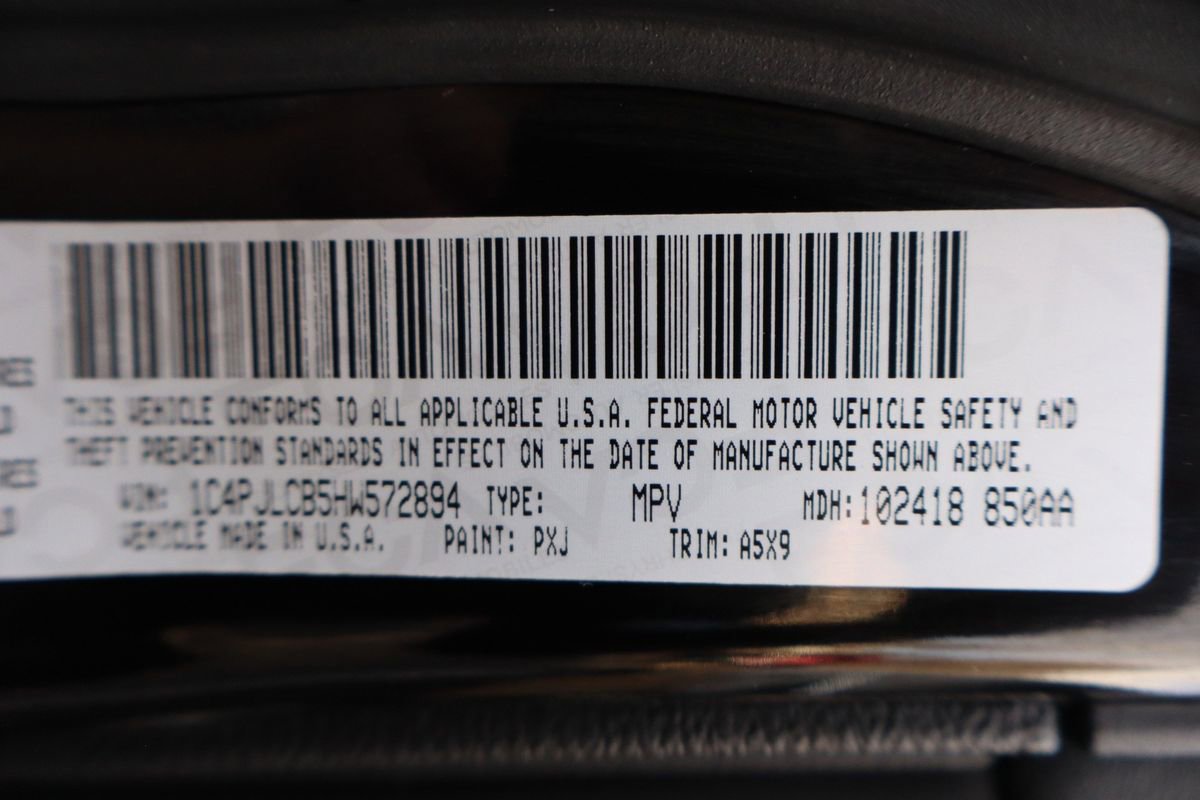 THIS VEHICLE CONFORMS TO ALL APPLICABLE U.S.A. FEDERAL MOTOR VEHICLE SAFETY AND
THEFT PREVENTION STANDARDS IN EFFECT ON THE DATE OF MANUFACTURE SHOWN ABOVE.
VIN: 1C4PJLCB5HW572894 TYPE: MPV MDH: 102418 850AA
VEHICLE MADE IN U.S.A. PAINT: PXJ TRIM: A5X9